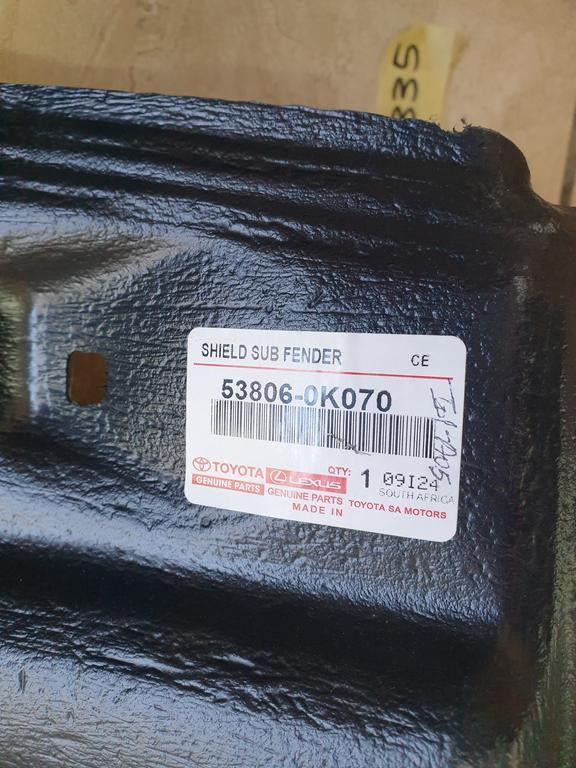 335
SHIELD SUB FENDER CE
53806-0K070
TOYOTA LEXUS QTY: 1 09I24
GENUINE PARTS GENUINE PARTS SOUTH AFRICA
MADE IN TOYOTA SA MOTORS